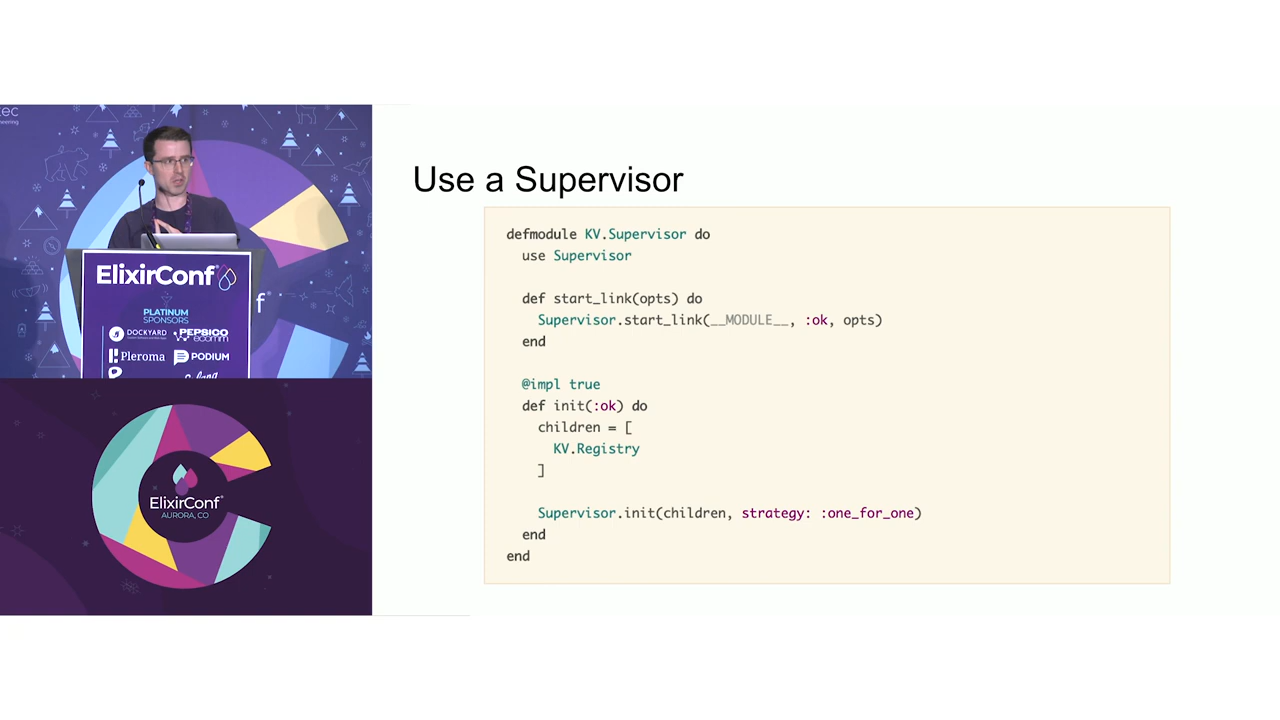 ElixirConf®
PLATINUM
SPONSORS
DOCKYARD
PEPSICO
ecomm
Pleroma
PODIUM
ElixirConf®
AURORA, CO
Use a Supervisor
defmodule KV.Supervisor do
  use Supervisor

  def start_link(opts) do
    Supervisor.start_link(__MODULE__, :ok, opts)
  end

  @impl true
  def init(:ok) do
    children = [
      KV.Registry
    ]

    Supervisor.init(children, strategy: :one_for_one)
  end
end